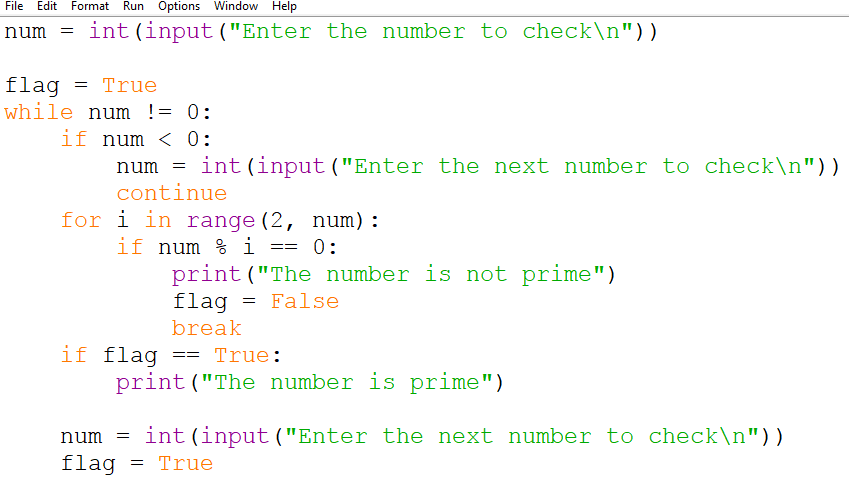 File Edit Format Run Options Window Help
num = int(input("Enter the number to check\n"))
flag = True
while num != 0:
    if num < 0:
        num = int(input("Enter the next number to check\n"))
        continue
    for i in range(2, num):
        if num % i == 0:
            print("The number is not prime")
            flag = False
            break
    if flag == True:
        print("The number is prime")
    num = int(input("Enter the next number to check\n"))
    flag = True